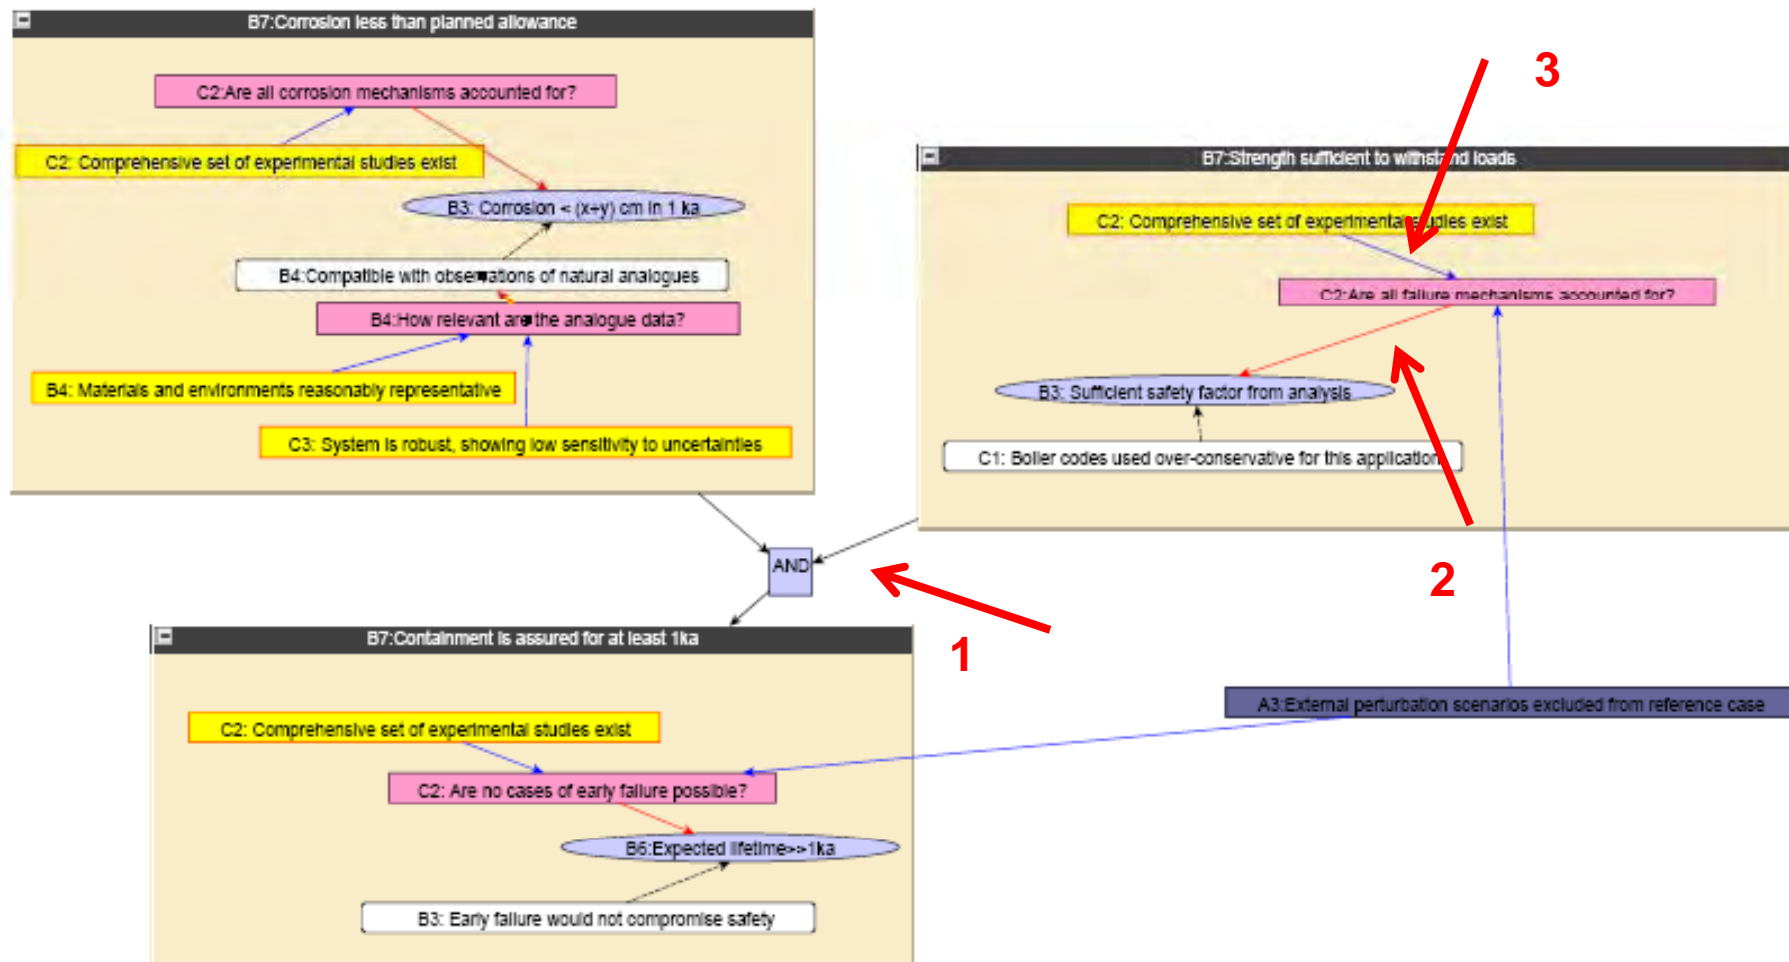 B7:Corrosion less than planned allowance
C2:Are all corrosion mechanisms accounted for?
C2: Comprehensive set of experimental studies exist
B3: Corrosion < (x+y) cm in 1 ka
B4:Compatible with observations of natural analogues
B4:How relevant are the analogue data?
B4: Materials and environments reasonably representative
C3: System is robust, showing low sensitivity to uncertainties
3
B7:Strength sufficient to withstand loads
C2: Comprehensive set of experimental studies exist
C2:Are all failure mechanisms accounted for?
B3: Sufficient safety factor from analysis
C1: Boiler codes used over-conservative for this application
2
AND
1
B7:Containment is assured for at least 1ka
C2: Comprehensive set of experimental studies exist
C2: Are no cases of early failure possible?
B6:Expected lifetime>>1ka
B3: Early failure would not compromise safety
A3:External perturbation scenarios excluded from reference case